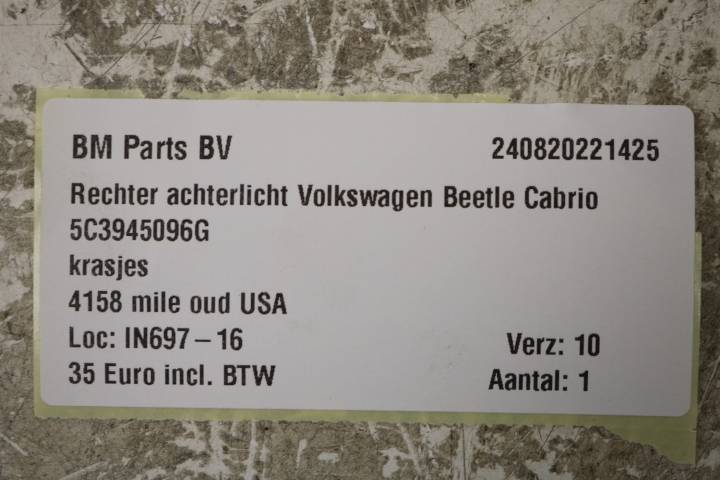 BM Parts BV 240820221425
Rechter achterlicht Volkswagen Beetle Cabrio
5C3945096G
krasjes
4158 mile oud USA
Loc: IN697-16 Verz: 10
35 Euro incl. BTW Aantal: 1